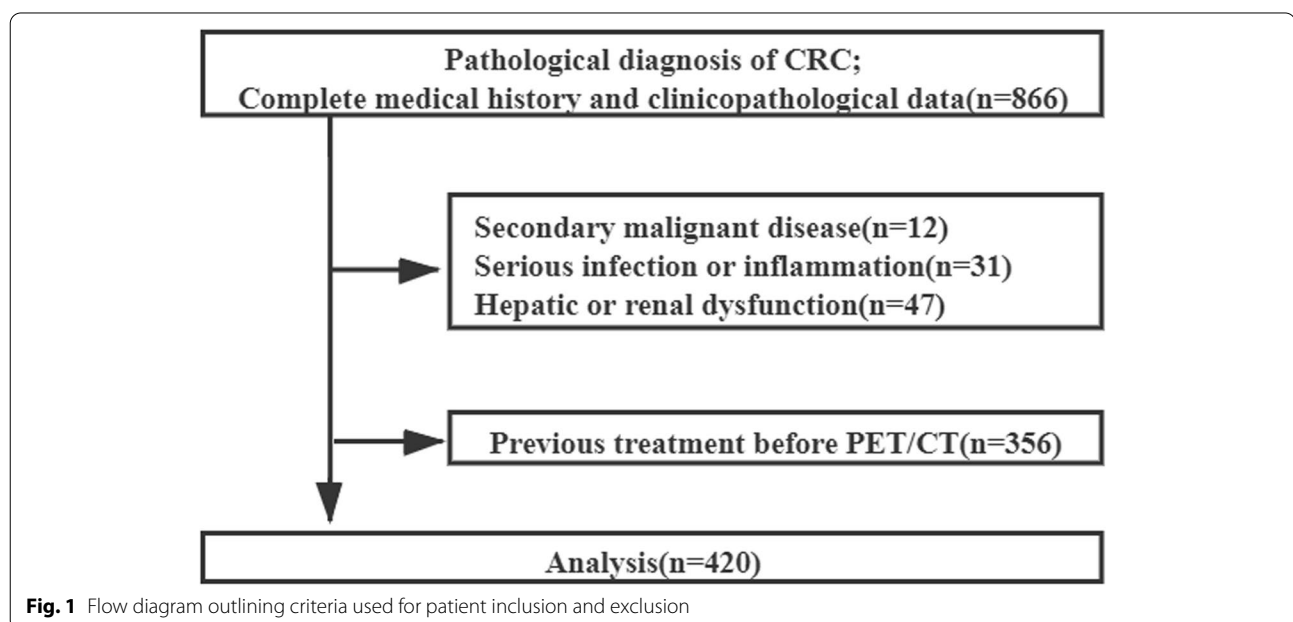 Pathological diagnosis of CRC;
Complete medical history and clinicopathological data(n=866)
Secondary malignant disease(n=12)
Serious infection or inflammation(n=31)
Hepatic or renal dysfunction(n=47)
Previous treatment before PET/CT(n=356)
Analysis(n=420)
Fig. 1 Flow diagram outlining criteria used for patient inclusion and exclusion